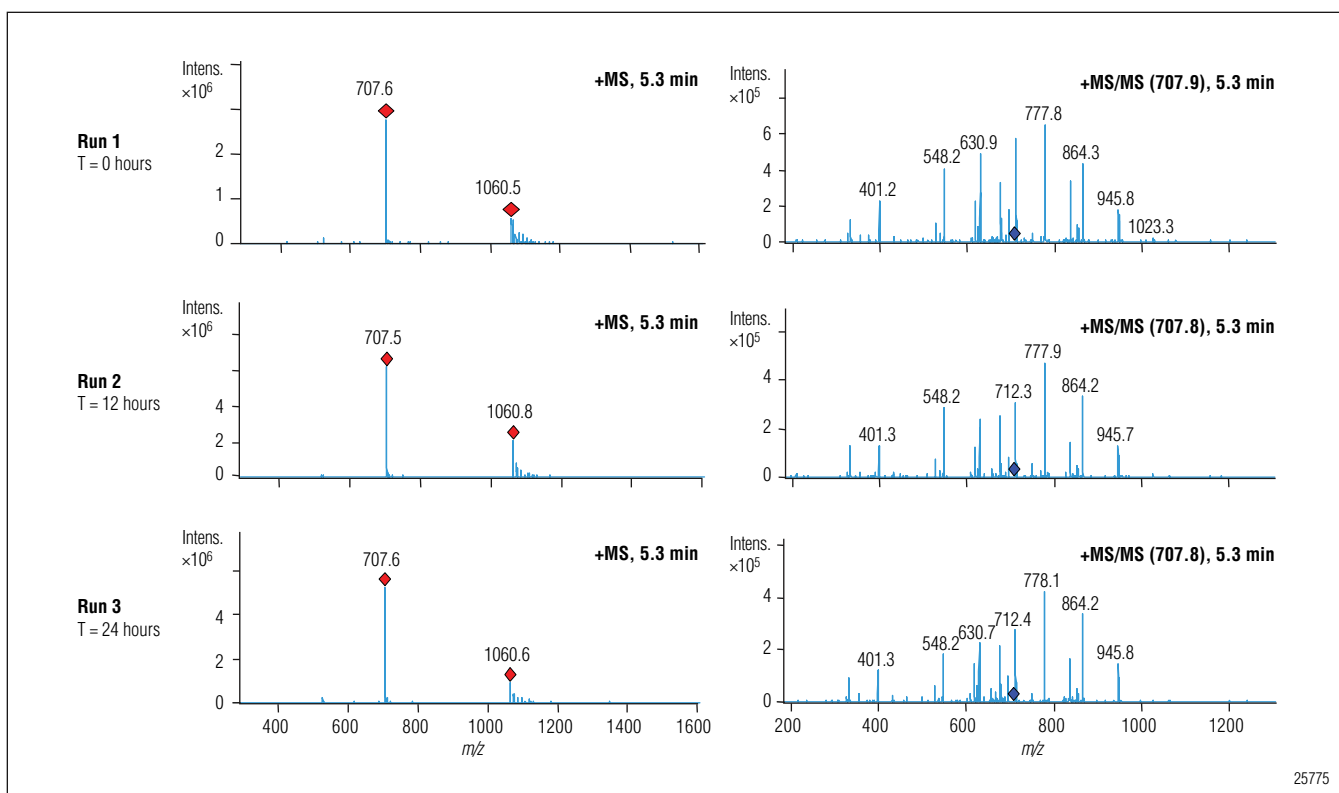 Intens.
×10⁶
+MS, 5.3 min
707.6
1060.5
2
1
0
Run 1
T = 0 hours
Intens.
×10⁵
+MS/MS (707.9), 5.3 min
6
4
2
0
401.2
548.2
630.9
777.8
864.3
945.8
1023.3
Intens.
×10⁶
+MS, 5.3 min
707.5
1060.8
4
2
0
Run 2
T = 12 hours
Intens.
×10⁵
+MS/MS (707.8), 5.3 min
4
2
0
401.3
548.2
712.3
777.9
864.2
945.7
Intens.
×10⁶
+MS, 5.3 min
707.6
1060.6
4
2
0
Run 3
T = 24 hours
400 600 800 1000 1200 1400 1600
m/z
Intens.
×10⁵
+MS/MS (707.8), 5.3 min
4
2
0
401.3
548.2
630.7
712.4
778.1
864.2
945.8
200 400 600 800 1000 1200
m/z
25775